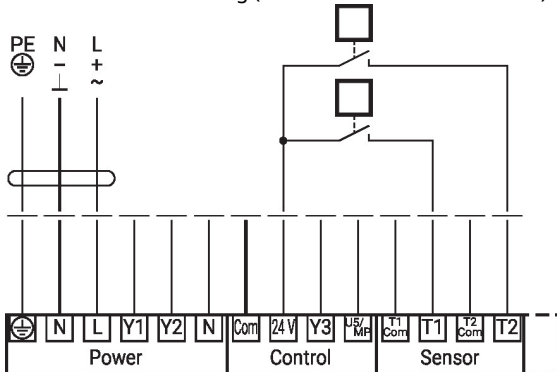 PE N L
– +
⊥ ~
N L Y1 Y2 N Com 24 V Y3 U5/MP T1 Com T1 T2 Com T2
Power Control Sensor